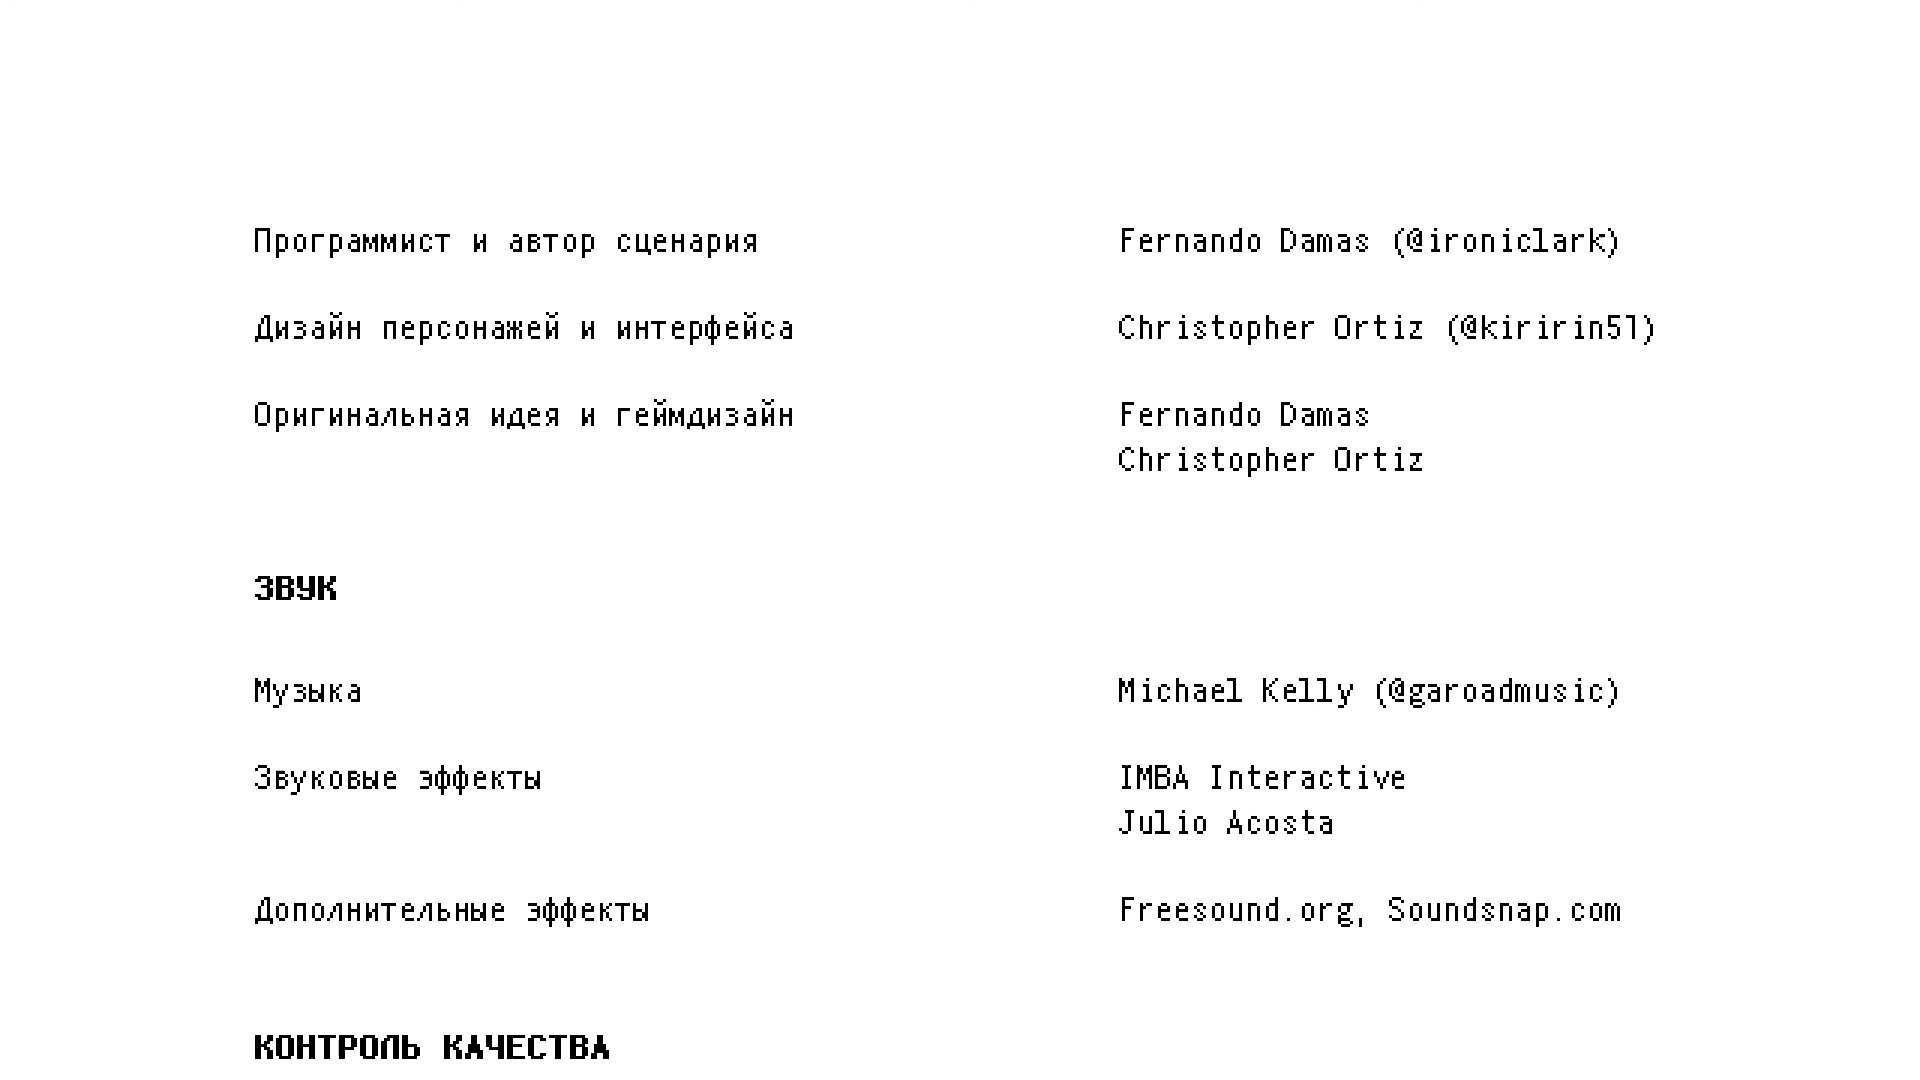 Программист и автор сценария Fernando Damas (@ironiclark)
Дизайн персонажей и интерфейса Christopher Ortiz (@kiririn51)
Оригинальная идея и геймдизайн Fernando Damas
Christopher Ortiz
ЗВУК
Музыка Michael Kelly (@garoadmusic)
Звуковые эффекты IMBA Interactive
Julio Acosta
Дополнительные эффекты Freesound.org, Soundsnap.com
КОНТРОЛЬ КАЧЕСТВА